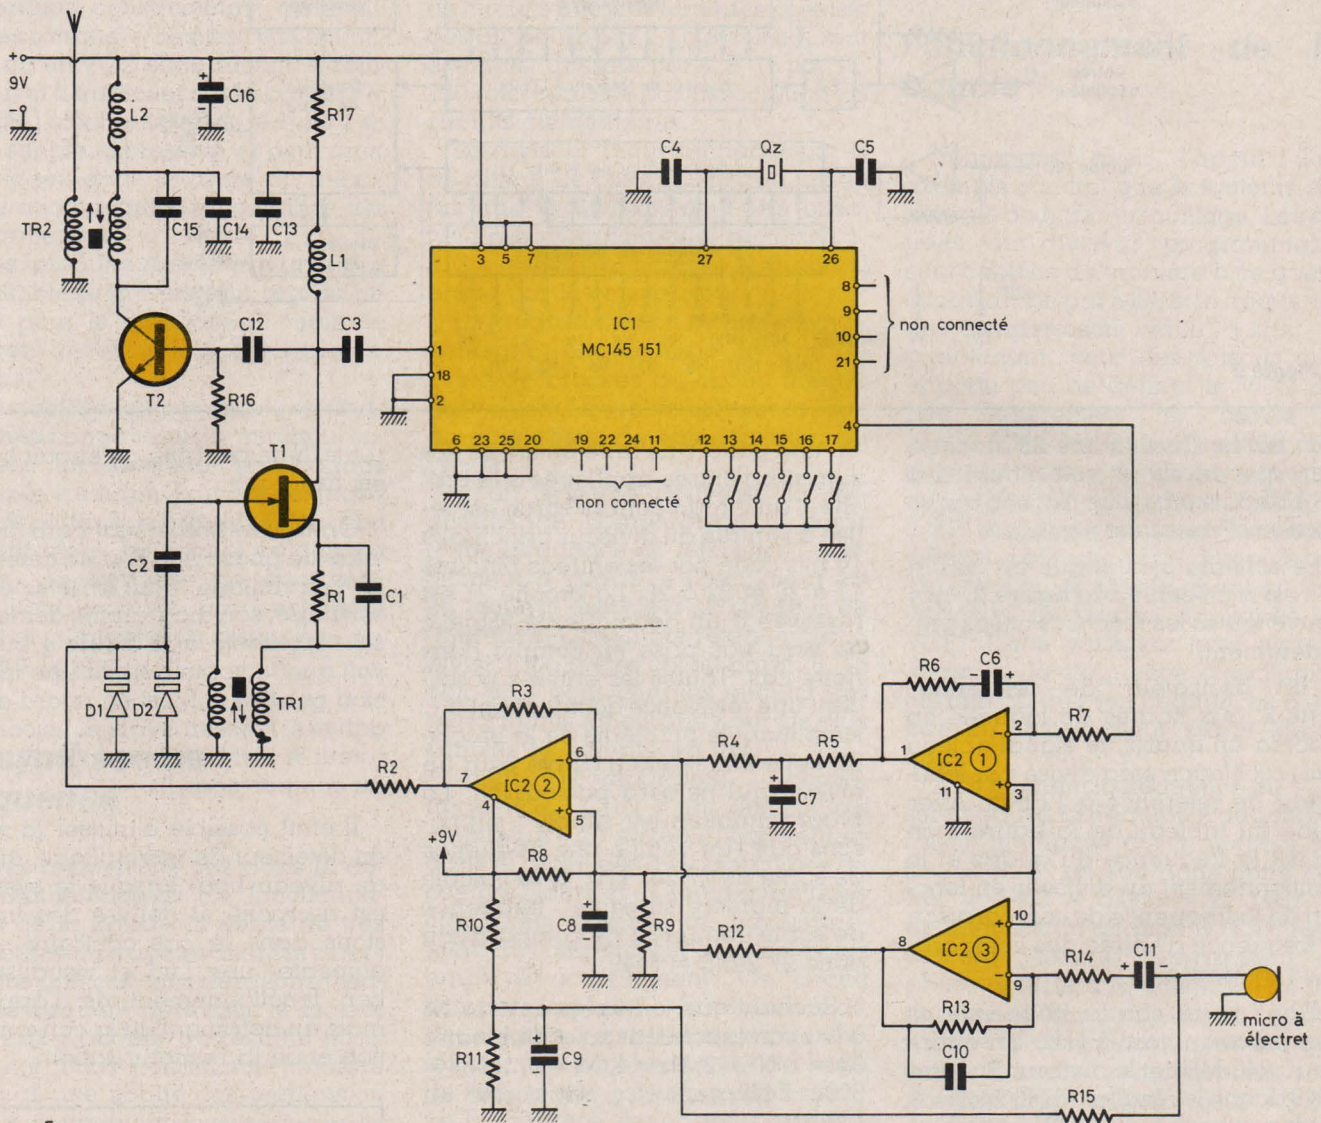 +
9V
−
L2
+
−
C16
R17
TR2
C15
C14
C13
L1
C4
Qz
C5
3
5
7
27
26
IC1
MC145 151
8
9
10
21
non connecté
T2
C12
C3
R16
1
18
2
4
6
23
25
20
19
22
24
11
12
13
14
15
16
17
non connecté
T1
C2
R1
C1
D1
D2
TR1
R3
R6
−
C6
+
R2
7
IC2 2
−
6
+
5
4
R4
R5
+
−
C7
1
IC2 1
−
2
+
3
11
R7
+9V
R8
R10
+
−
C8
R9
R12
8
IC2 3
+
10
−
9
R14
+
C11
−
R13
C10
micro à
électret
R11
+
−
C9
R15